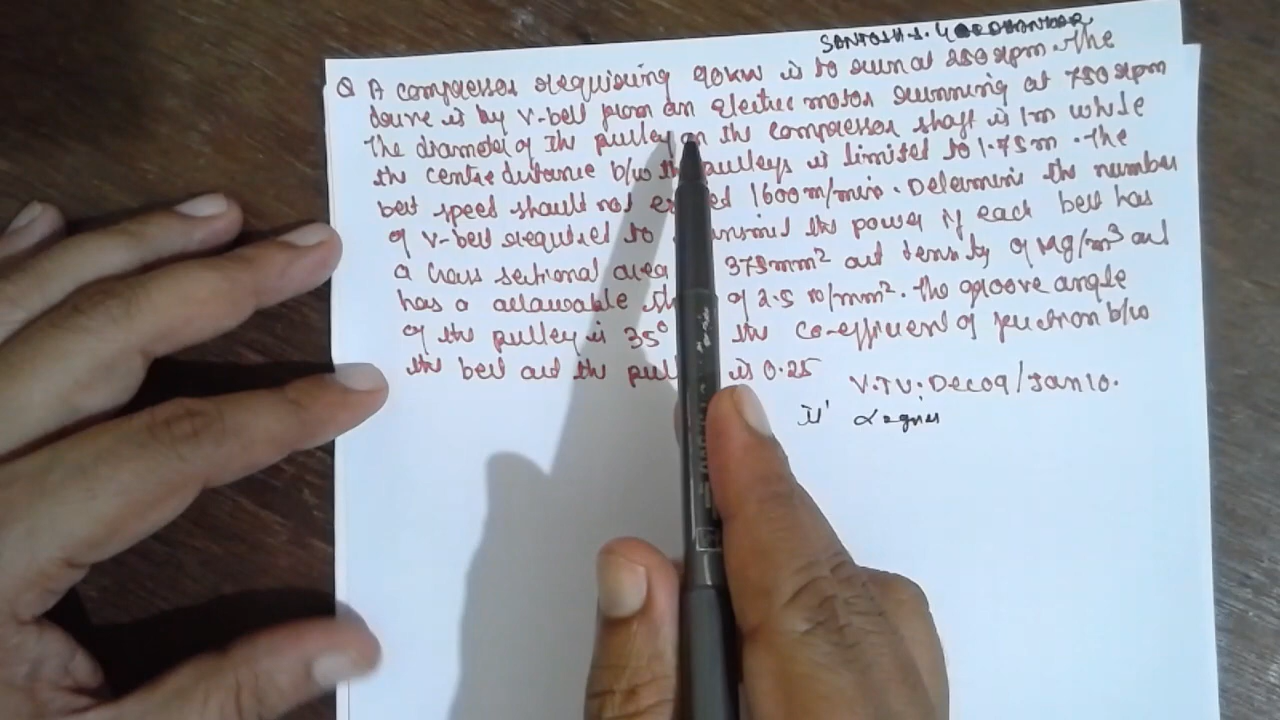 SANTOSH.S.
Q A compressor requiring 90kW is to run at 250 rpm. The
drive is by V-belt from an electric motor running at 750 rpm
The diameter of the pulley on the compressor shaft is 1m while
the centre distance b/w the pulleys is limited to 1.75m. The
belt speed should not 1600m/min. Determine the number
of V-belt required to the power if each belt has
a cross sectional area 375mm² and density of Mg/m³ and
has a allowable of 2.5 N/mm². The groove angle
of the pulley is 35° the co-efficient of friction b/w
the belt and the is 0.25
V.T.U: Dec09/Jan10.